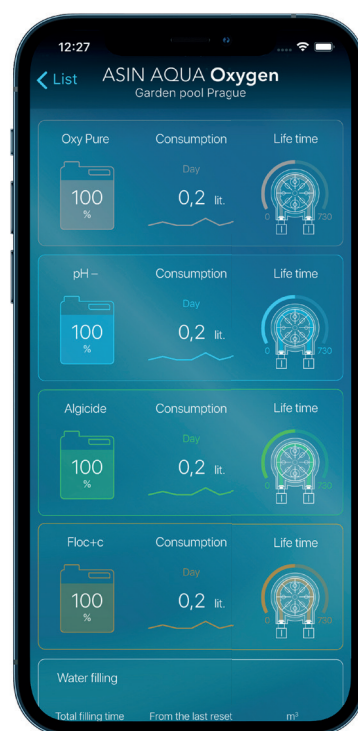 12:27
List
ASIN AQUA Oxygen
Garden pool Prague
Oxy Pure Consumption Life time
Day
100 %
0,2 lit.
0 730
pH – Consumption Life time
Day
100 %
0,2 lit.
0 730
Algicide Consumption Life time
Day
100 %
0,2 lit.
0 730
Floc+c Consumption Life time
Day
100 %
0,2 lit.
0 730
Water filling
Total filling time From the last reset m³